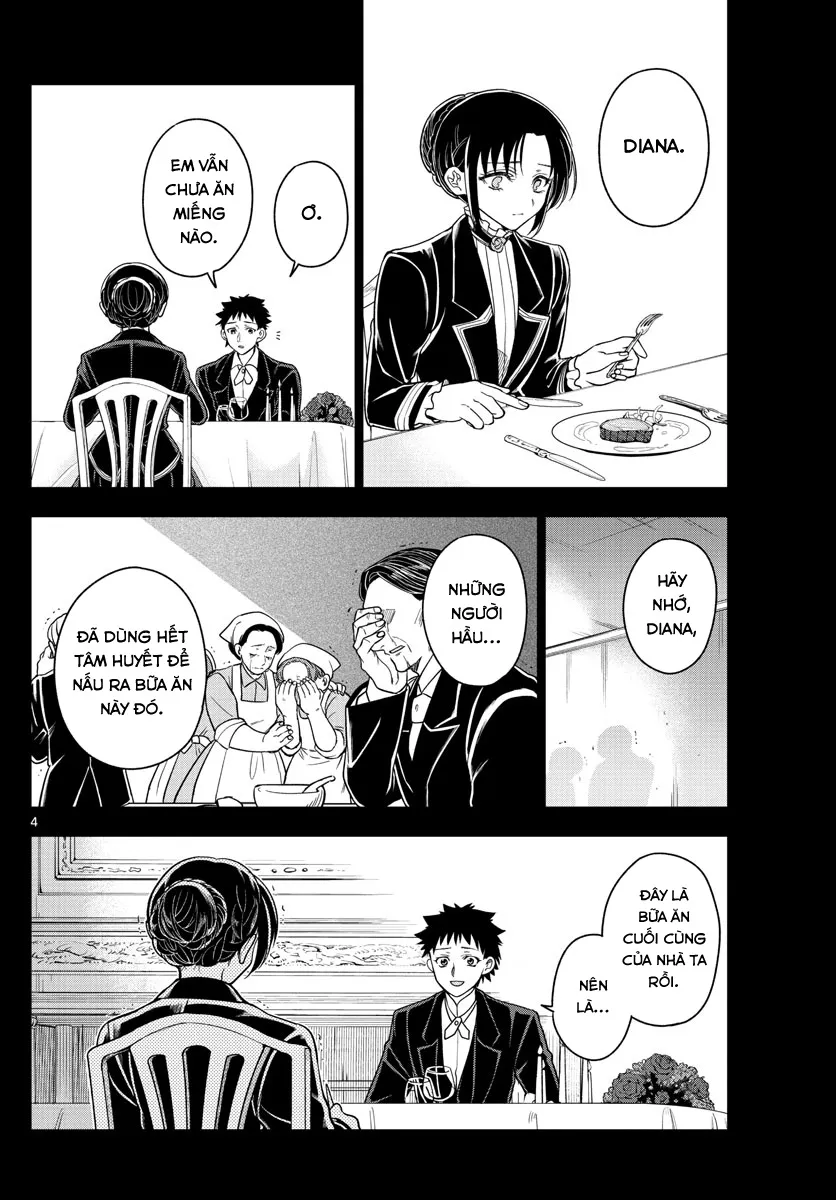 DIANA.
Ơ.
EM VẪN
CHƯA ĂN
MIẾNG
NÀO.
HÃY
NHỚ,
DIANA,
NHỮNG
NGƯỜI
HẦU...
ĐÃ DÙNG HẾT
TÂM HUYẾT ĐỂ
NẤU RA BỮA ĂN
NÀY ĐÓ.
4
ĐÂY LÀ
BỮA ĂN
CUỐI CÙNG
CỦA NHÀ TA
RỒI.
NÊN
LÀ...